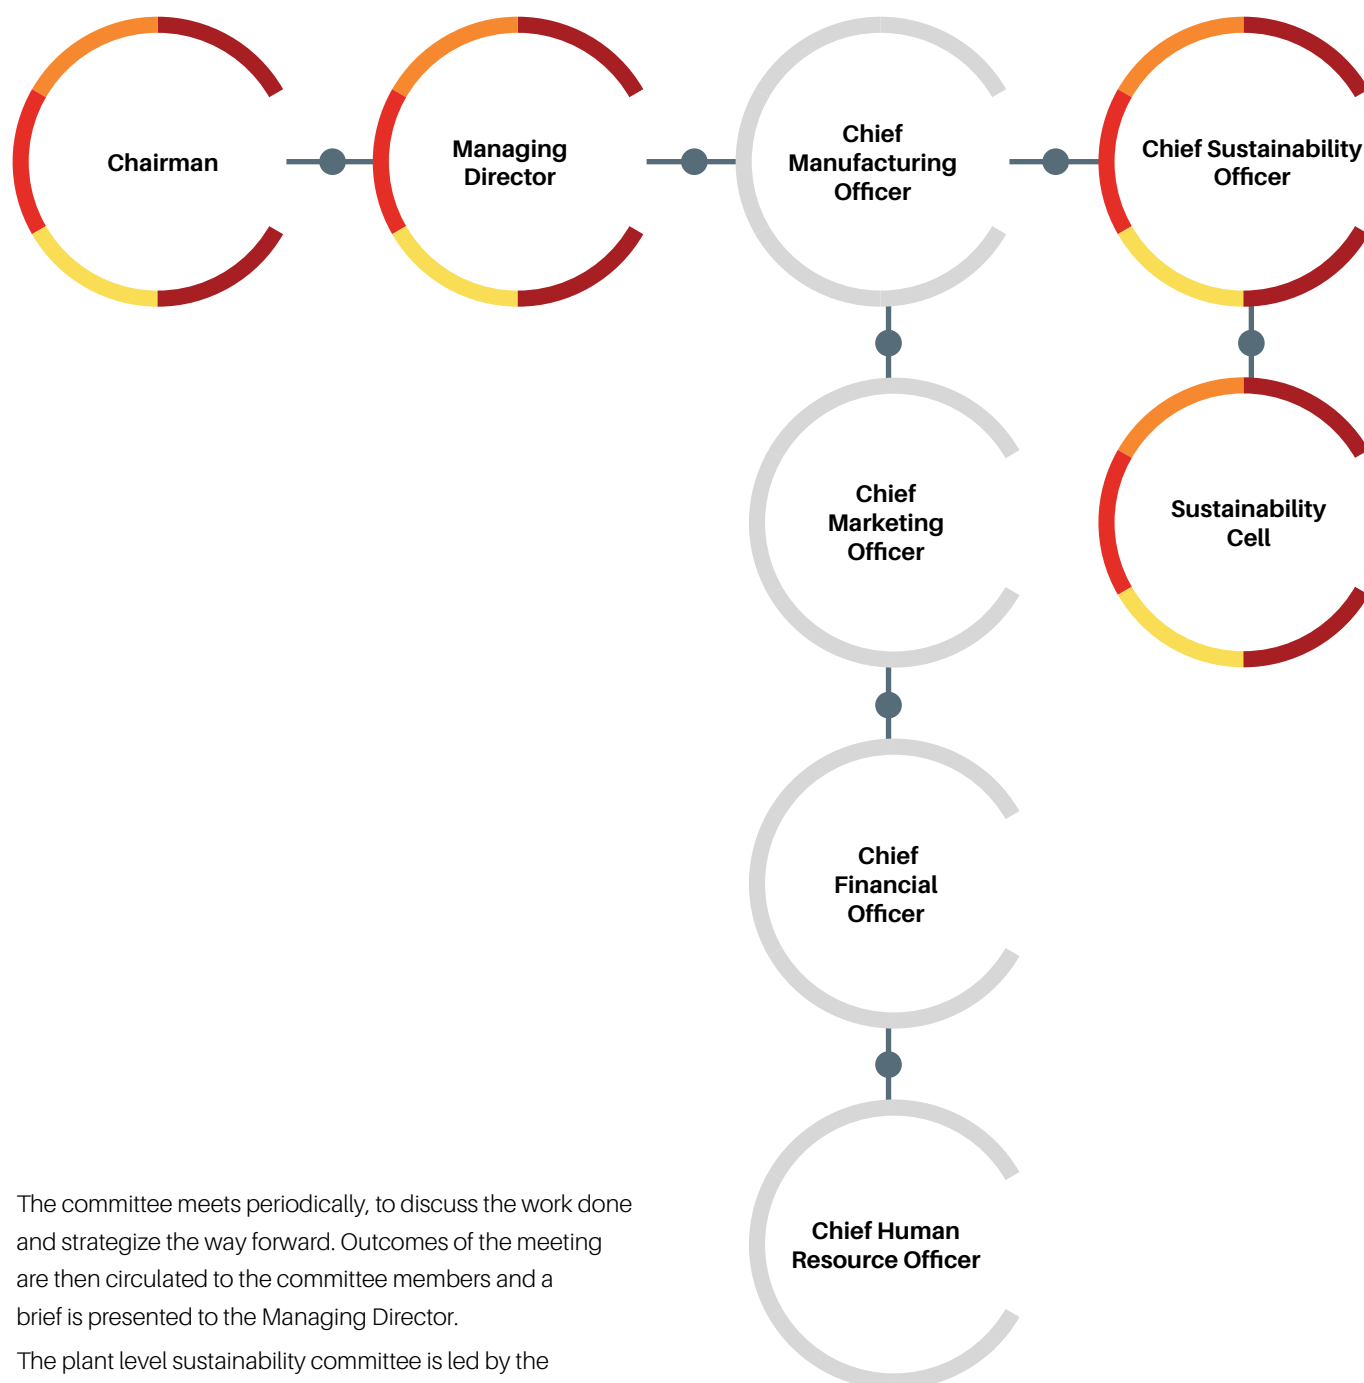 Chairman
Managing
Director
Chief
Manufacturing
Officer
Chief Sustainability
Officer
Chief
Marketing
Officer
Sustainability
Cell
Chief
Financial
Officer
Chief Human
Resource Officer
The committee meets periodically, to discuss the work done
and strategize the way forward. Outcomes of the meeting
are then circulated to the committee members and a
brief is presented to the Managing Director.
The plant level sustainability committee is led by the